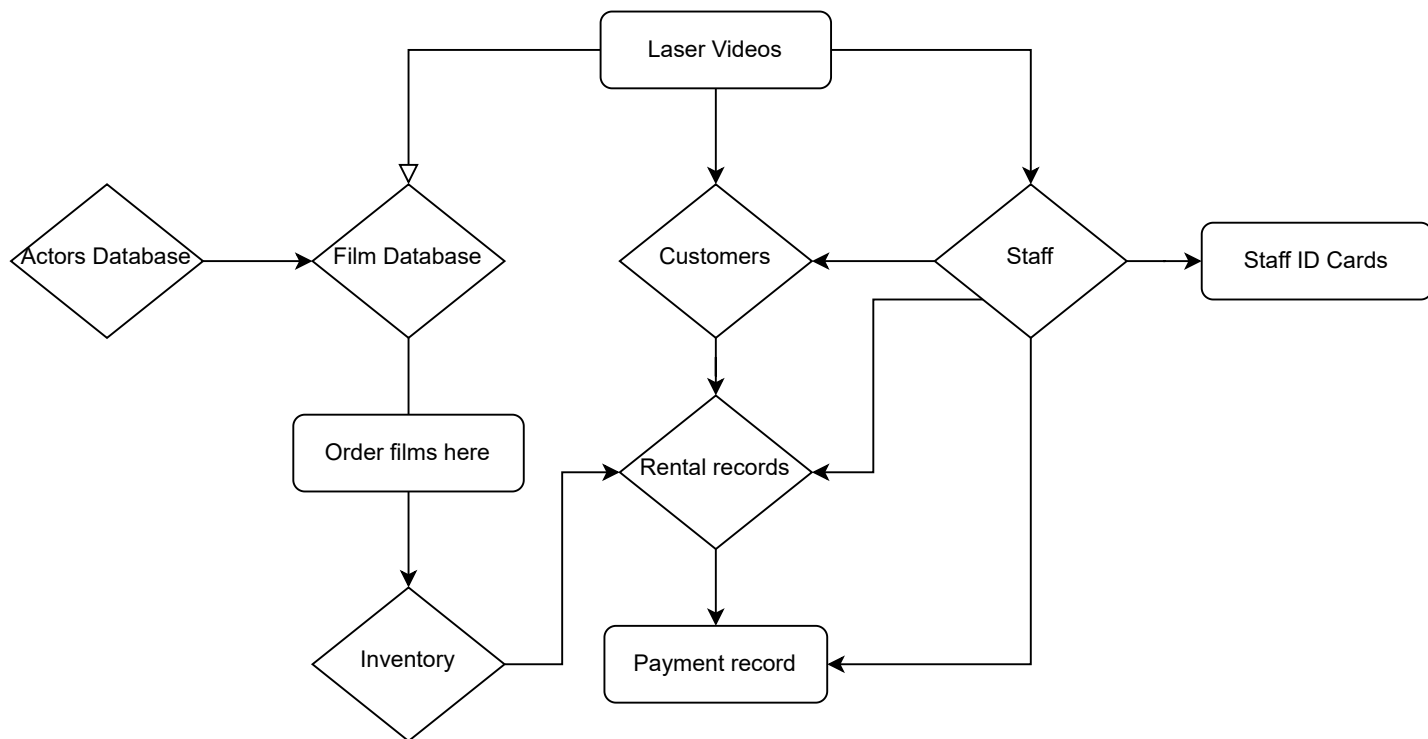 Laser Videos
Actors Database
Film Database
Customers
Staff
Staff ID Cards
Order films here
Rental records
Inventory
Payment record